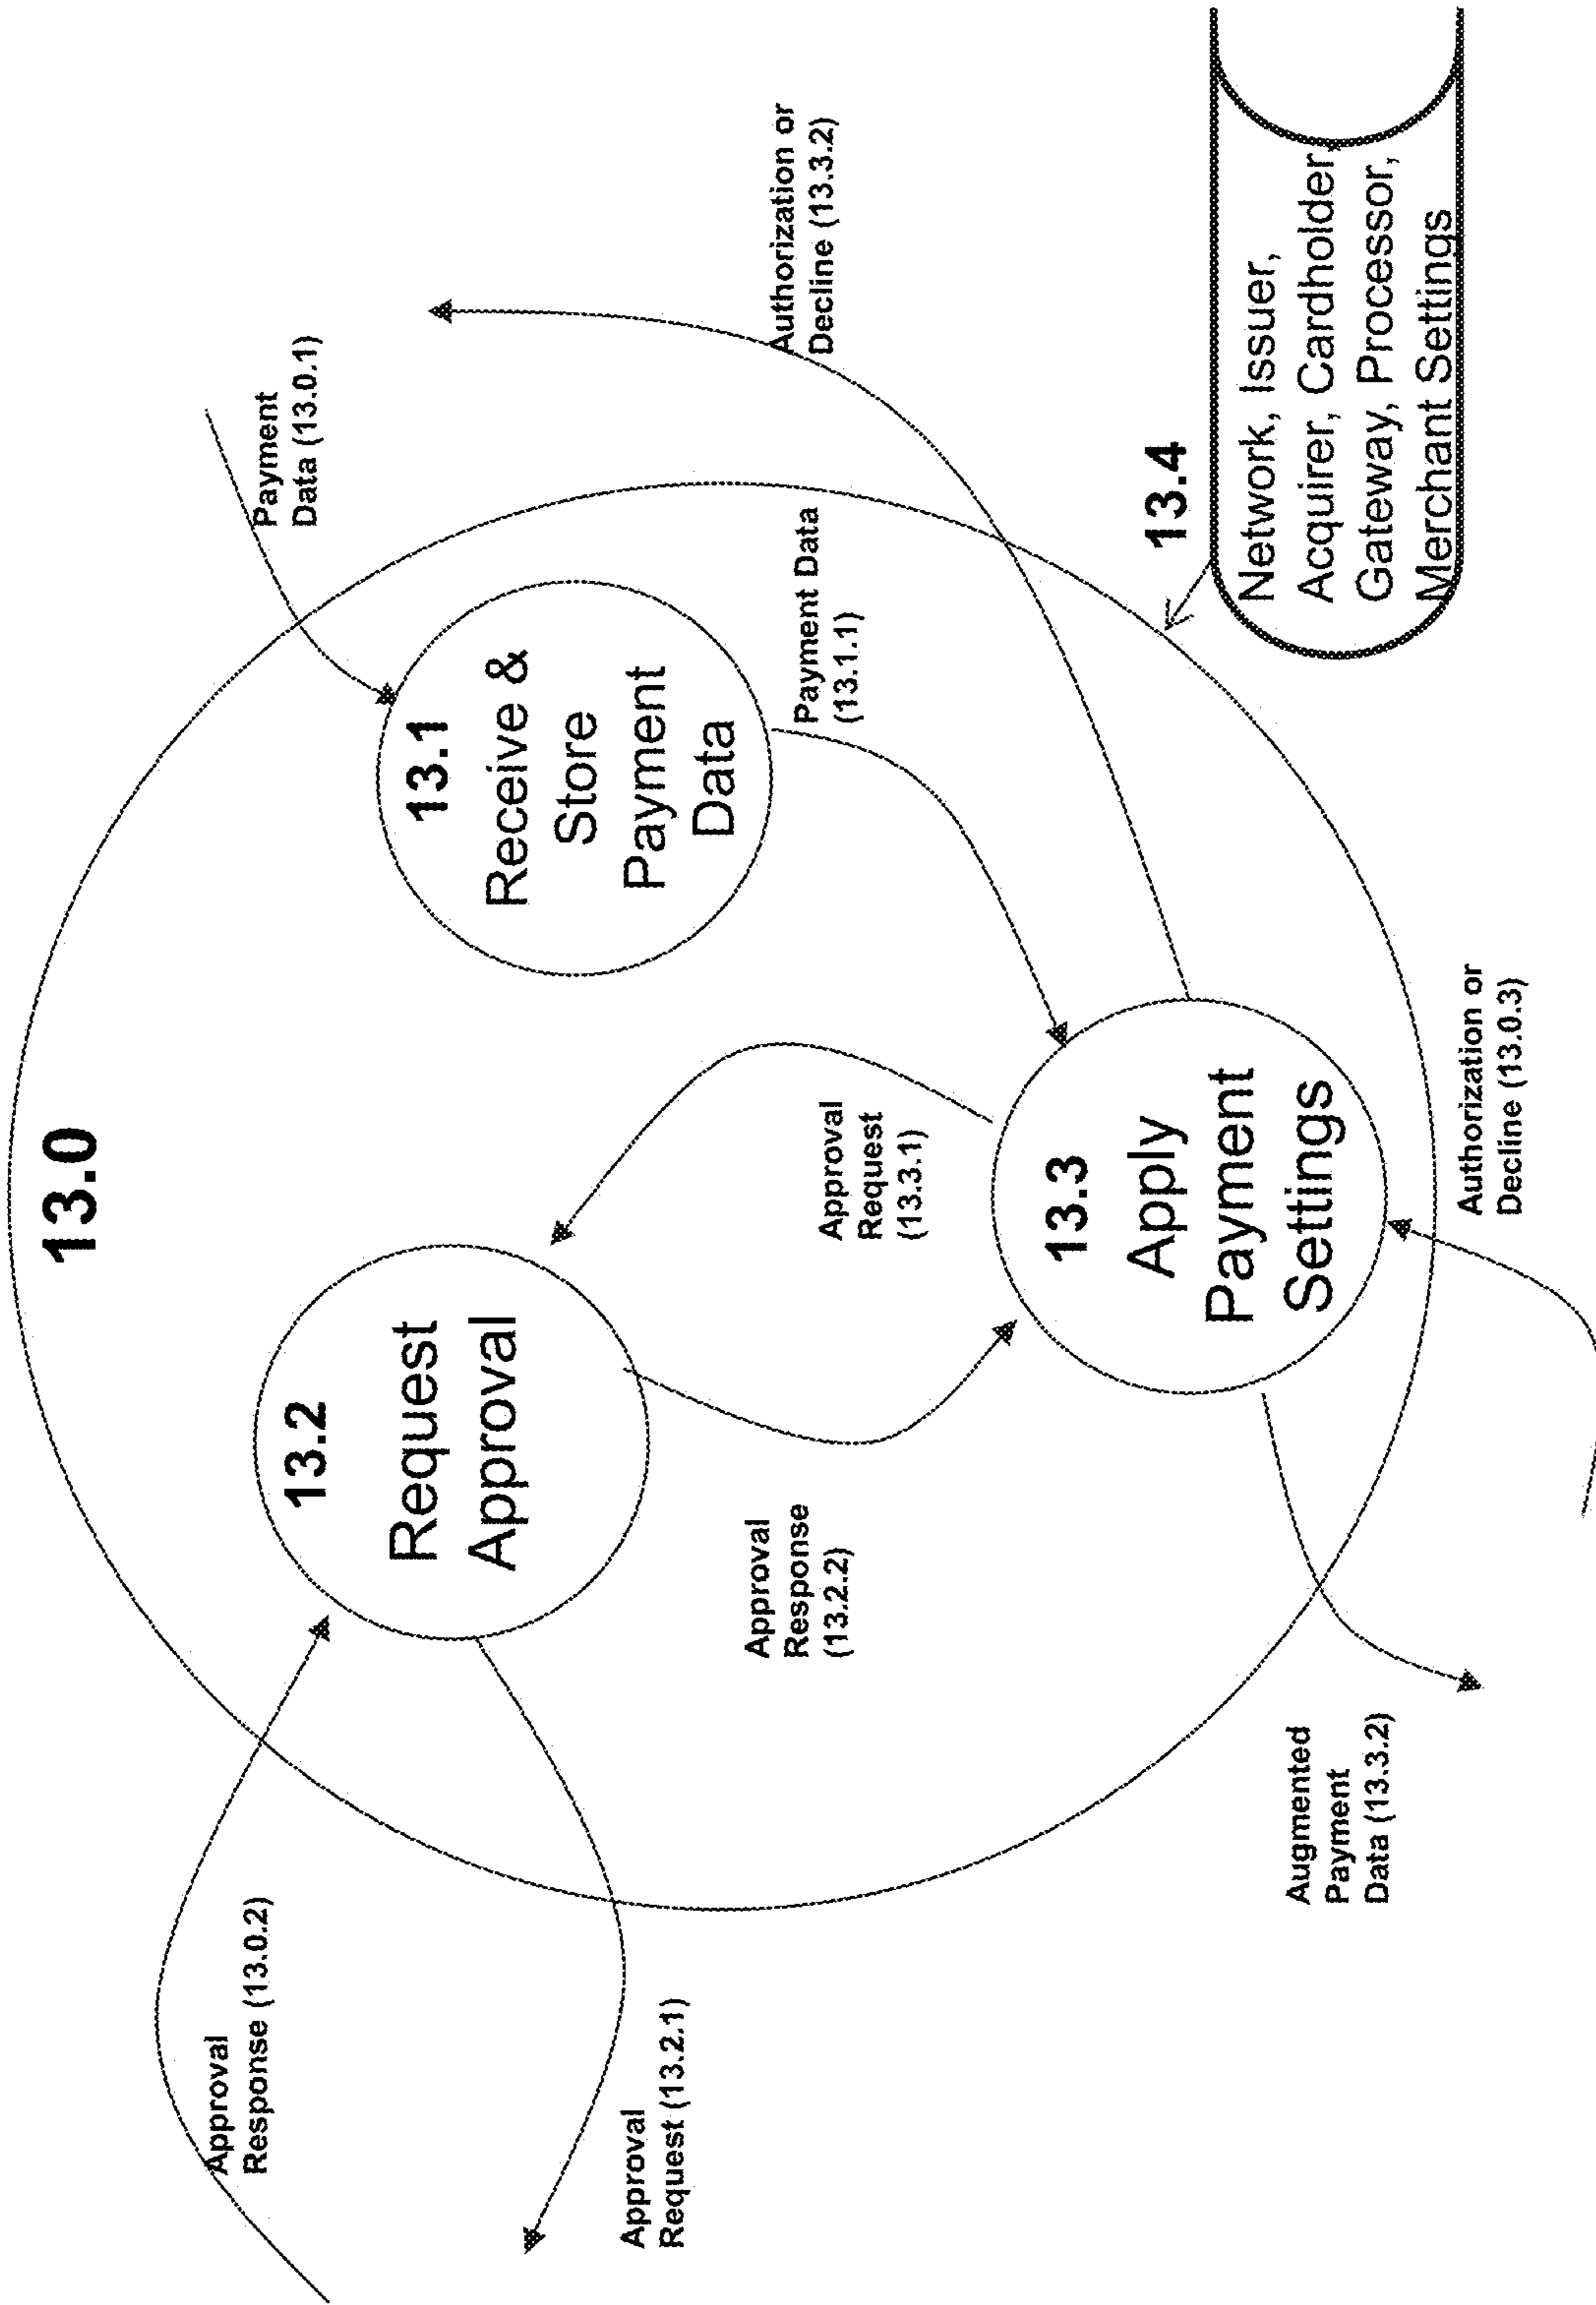 13.0
Approval
Response (13.0.2)
13.2
Request
Approval
Approval
Request (13.2.1)
Approval
Response
(13.2.2)
Payment
Data (13.0.1)
13.1
Receive &
Store
Payment
Data
Payment Data
(13.1.1)
Approval
Request
(13.3.1)
Authorization or
Decline (13.3.2)
13.3
Apply
Payment
Settings
Augmented
Payment
Data (13.3.2)
Authorization or
Decline (13.0.3)
13.4
Network, Issuer,
Acquirer, Cardholder,
Gateway, Processor,
Merchant Settings